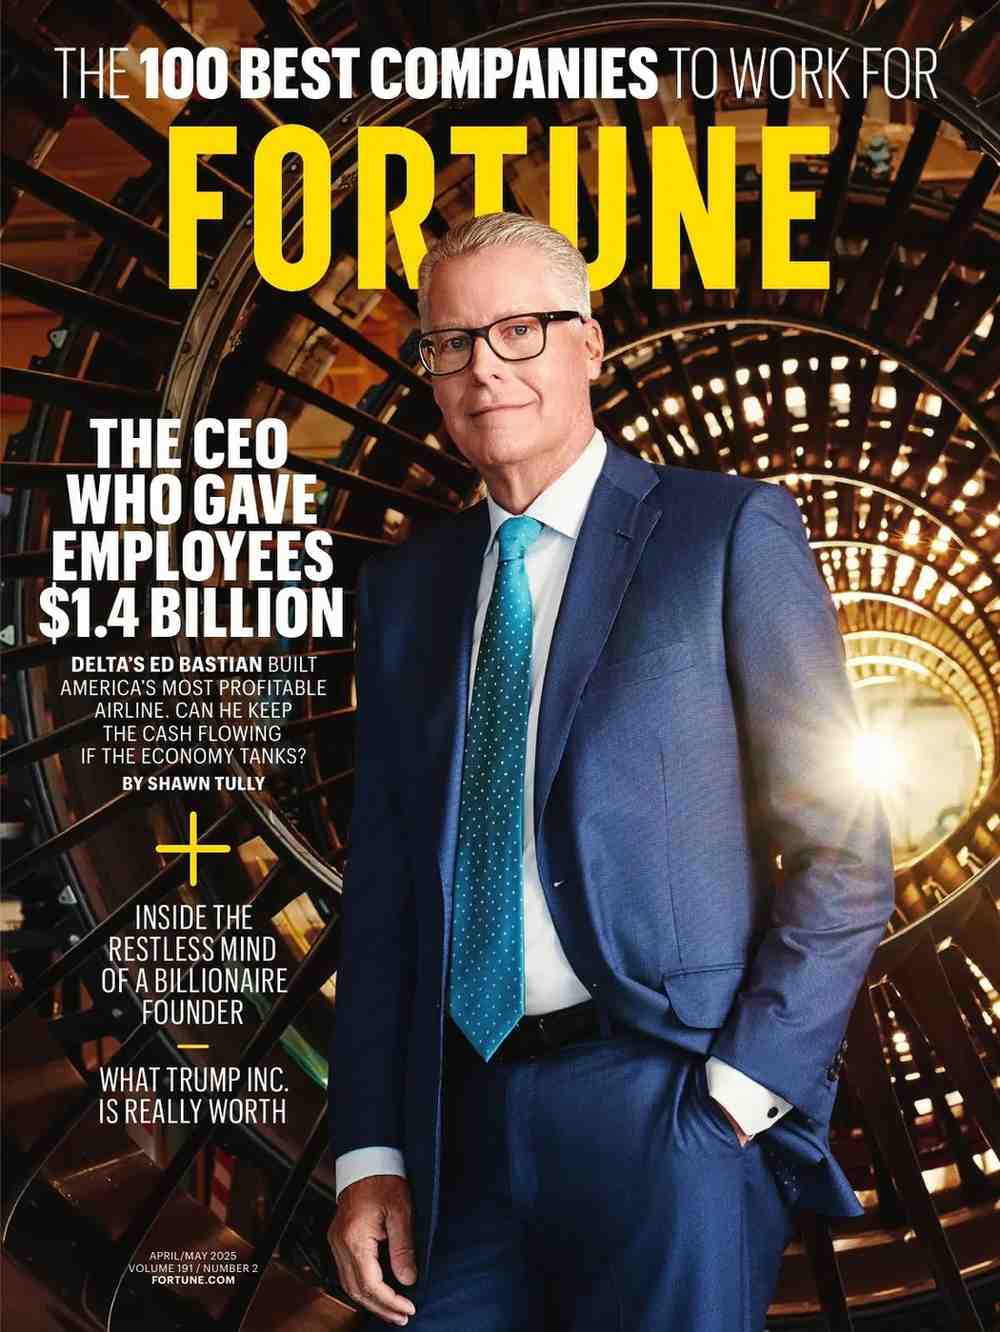 THE 100 BEST COMPANIES TO WORK FOR
FORTUNE
THE CEO
WHO GAVE
EMPLOYEES
$1.4 BILLION
DELTA'S ED BASTIAN BUILT
AMERICA'S MOST PROFITABLE
AIRLINE. CAN HE KEEP
THE CASH FLOWING
IF THE ECONOMY TANKS?
BY SHAWN TULLY
+
INSIDE THE
RESTLESS MIND
OF A BILLIONAIRE
FOUNDER
—
WHAT TRUMP INC.
IS REALLY WORTH
APRIL/MAY 2025
VOLUME 191 / NUMBER 2
FORTUNE.COM